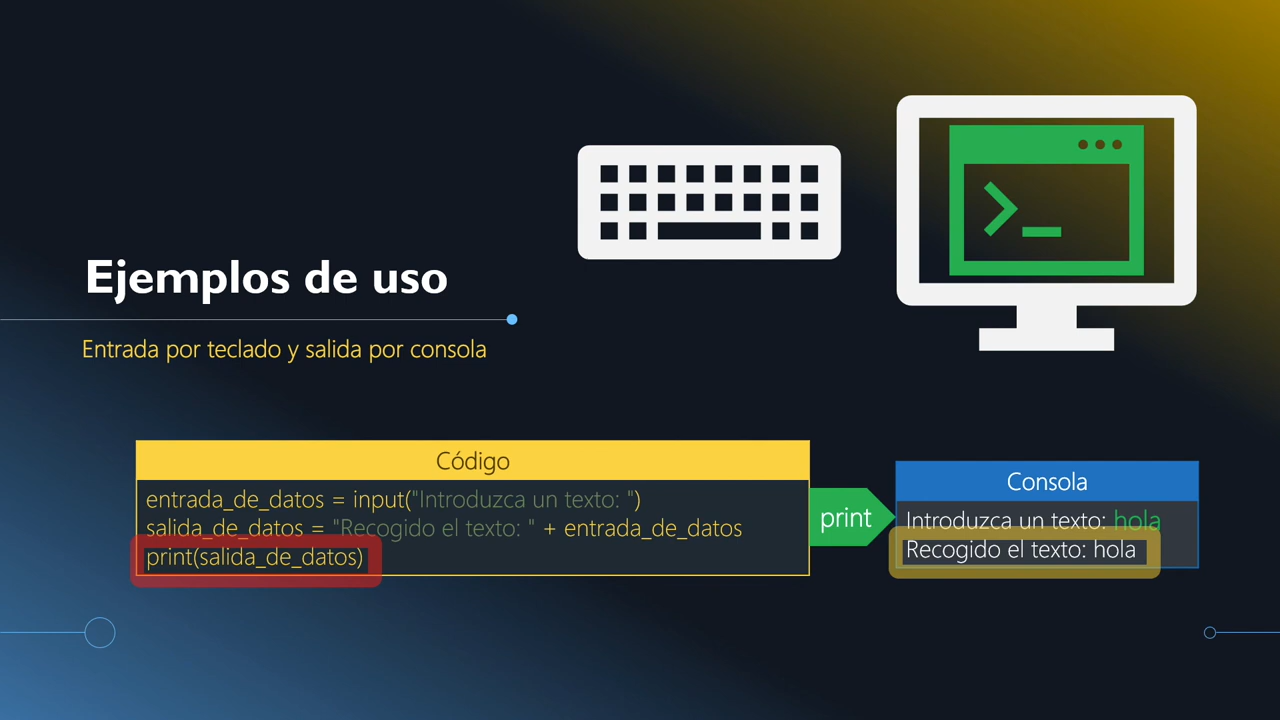 Ejemplos de uso
Entrada por teclado y salida por consola
Código
entrada_de_datos = input("Introduzca un texto: ")
salida_de_datos = "Recogido el texto: " + entrada_de_datos
print(salida_de_datos)
print
Consola
Introduzca un texto: hola
Recogido el texto: hola